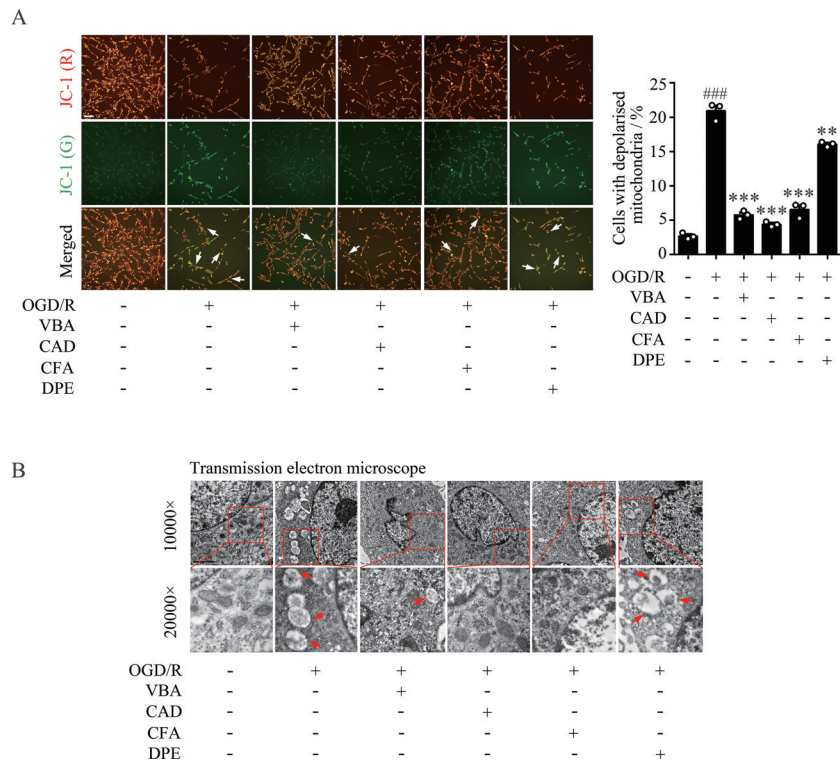 A
JC-1 (R)
JC-1 (G)
Merged
OGD/R - + + + + +
VBA - - + - - -
CAD - - - + - -
CFA - - - - + -
DPE - - - - - +
Cells with depolarised
mitochondria / %
25
20
15
10
5
0
###
***
***
***
**
OGD/R - + + + + +
VBA - - + - - -
CAD - - - + - -
CFA - - - - + -
DPE - - - - - +
B
Transmission electron microscope
10000×
20000×
OGD/R - + + + + +
VBA - - + - - -
CAD - - - + - -
CFA - - - - + -
DPE - - - - - +